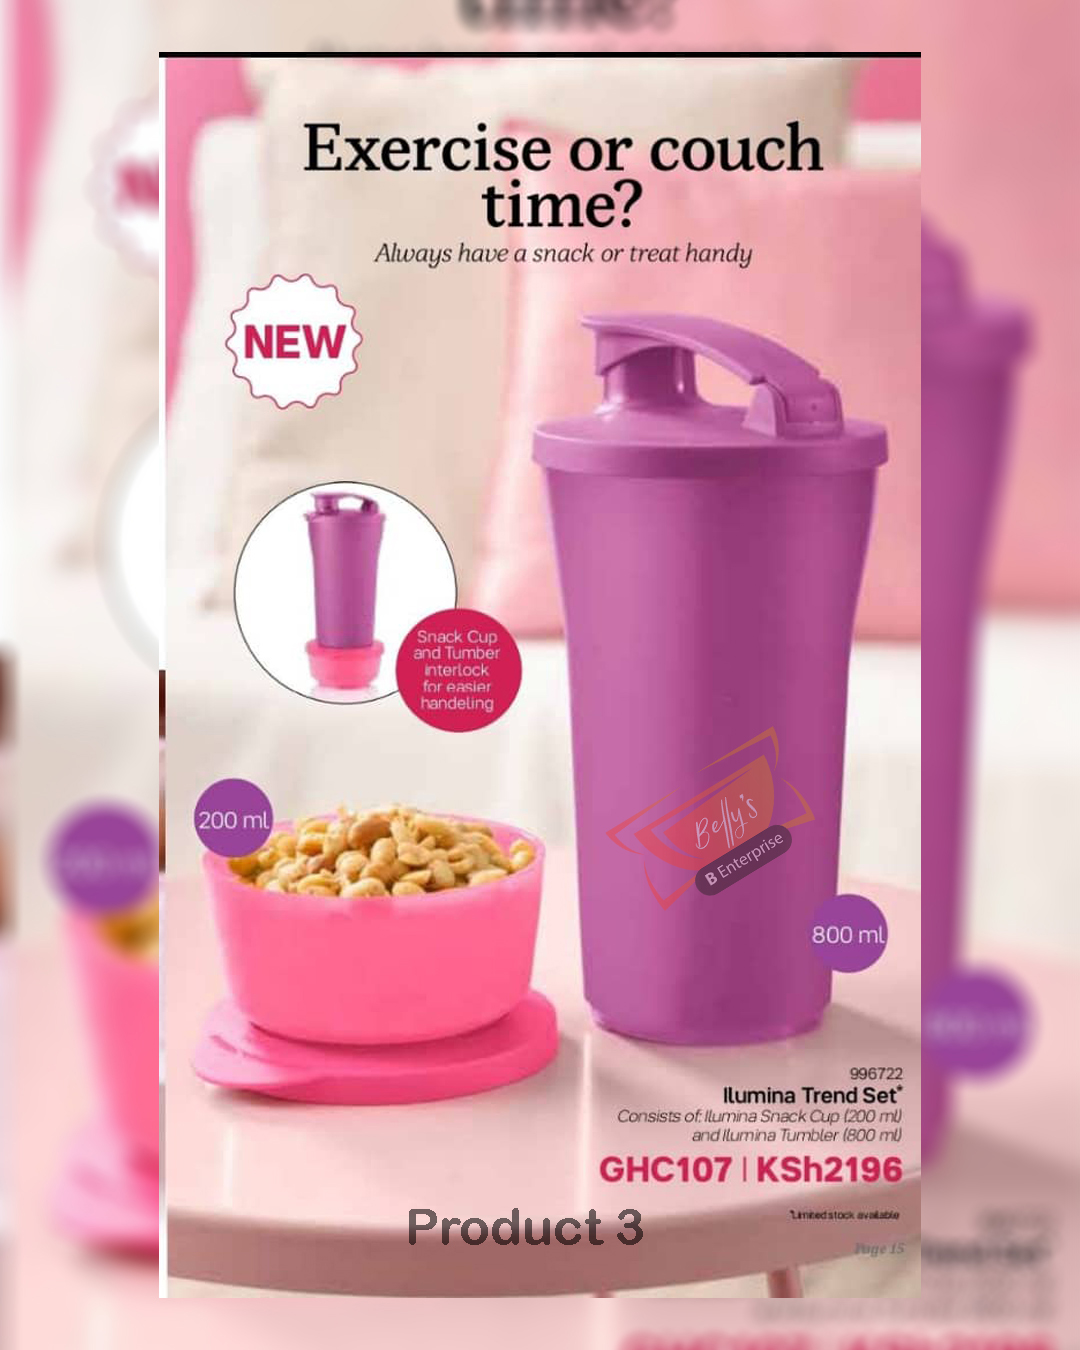 Exercise or couch
time?
Always have a snack or treat handy
NEW
Snack Cup
and Tumber
interlock
for easier
handeling
200 ml
Belly's
B Enterprise
800 ml
996722
Ilumina Trend Set*
Consists of: Ilumina Snack Cup (200 ml)
and Ilumina Tumbler (800 ml)
GHC107 | KSh2196
*Limited stock available
Product 3
Page 15